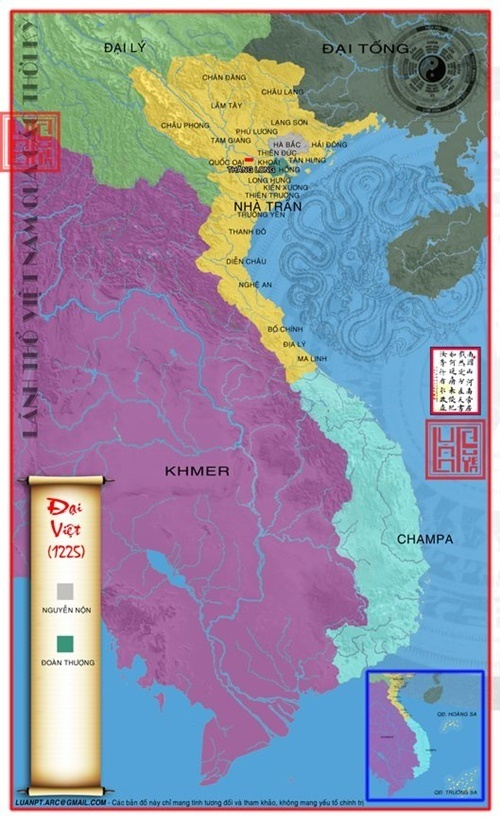 ĐẠI LÝ
ĐẠI TỐNG
CHÂN ĐĂNG
CHÂU LẠNG
LÂM TÂY
CHÂU PHONG
LẠNG SƠN
PHÚ LƯƠNG
TAM GIANG
HÀ BẮC
HẢI ĐÔNG
THIÊN ĐỨC
QUỐC OAI
KHOÁI
TÂN HƯNG
THĂNG LONG
HỒNG
LONG HƯNG
KIẾN XƯƠNG
THIÊN TRƯỜNG
NHÀ TRẦN
TRƯỜNG YÊN
THANH ĐÔ
DIỄN CHÂU
NGHỆ AN
BỐ CHÍNH
ĐỊA LÝ
MA LINH
KHMER
CHAMPA
LÃNH THỔ VIỆT NAM QUA CÁC THỜI KỲ
Đại
Việt
(1225)
NGUYỄN NỘN
ĐOÀN THƯỢNG
QĐ. HOÀNG SA
QĐ. TRƯỜNG SA
LUANPT.ARC@GMAIL.COM - Các bản đồ này chỉ mang tính tương đối và tham khảo, không mang yếu tố chính trị